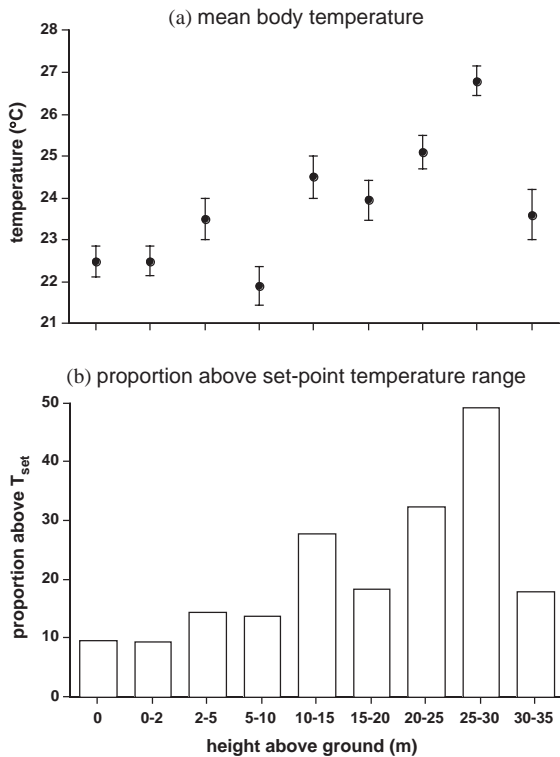 (a) mean body temperature
temperature (°C)
28
27
26
25
24
23
22
21
(b) proportion above set-point temperature range
proportion above Tset
50
40
30
20
10
0
0 0-2 2-5 5-10 10-15 15-20 20-25 25-30 30-35
height above ground (m)